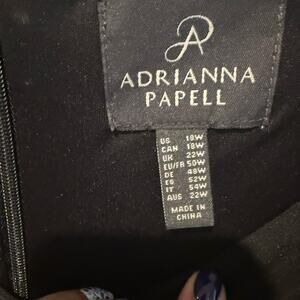 ADRIANNA
PAPELL
US 18W
CAN 18W
UK 22W
EU/FR 50W
DE 48W
ES 52W
IT 54W
AUS 22W
MADE IN
CHINA